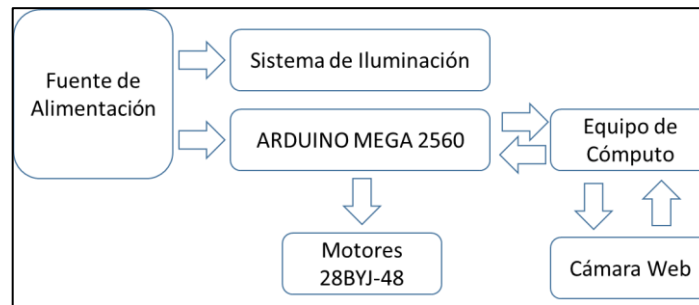 Fuente de
Alimentación
Sistema de Iluminación
ARDUINO MEGA 2560
Equipo de
Cómputo
Motores
28BYJ-48
Cámara Web